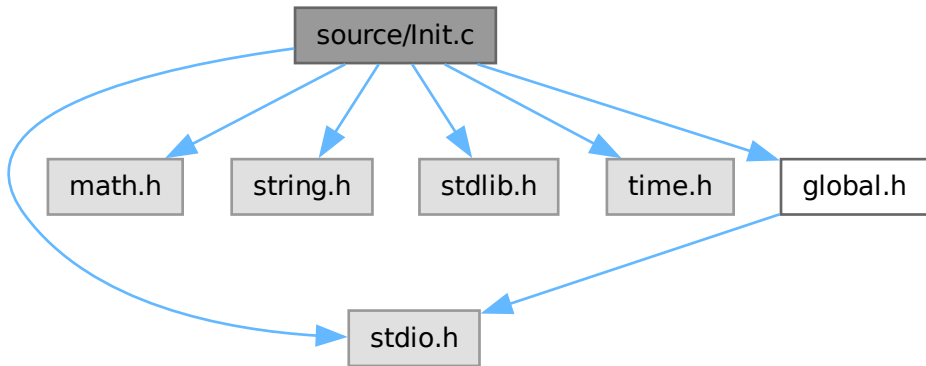 source/Init.c
math.h
string.h
stdlib.h
time.h
global.h
stdio.h